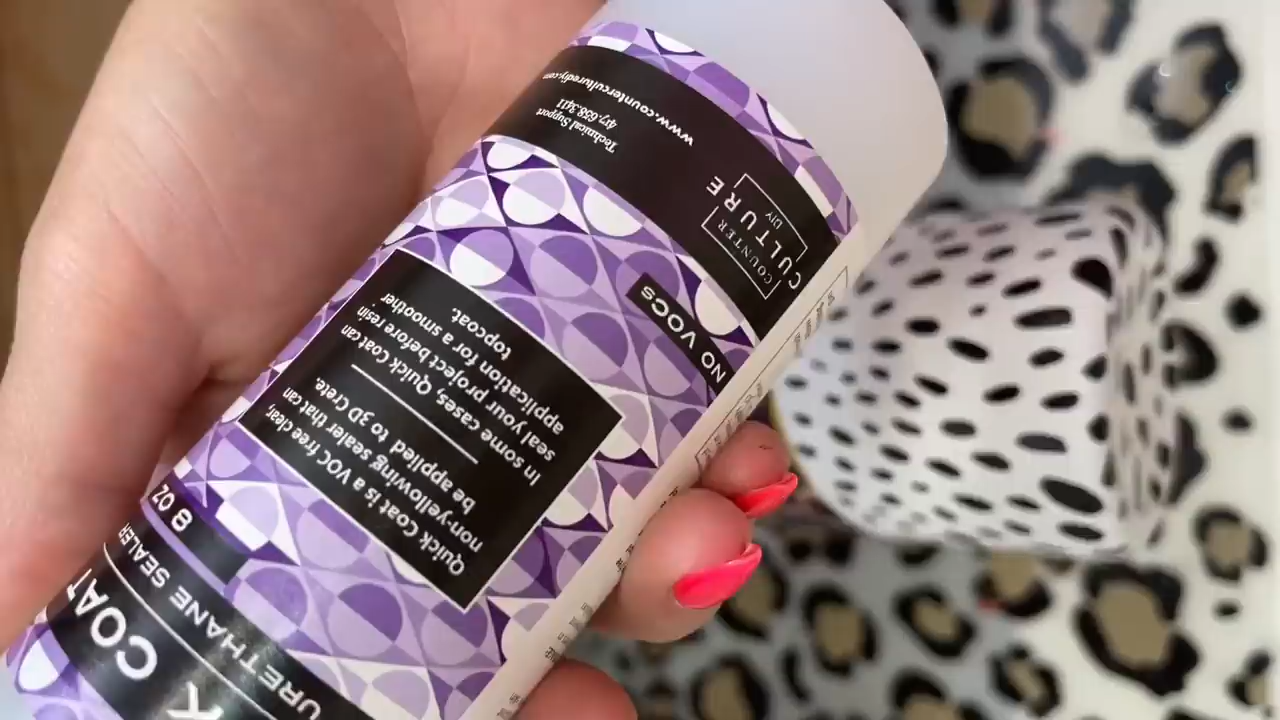 K COAT
URETHANE SEALER
8 OZ
Quick Coat is a VOC free clear,
non-yellowing sealer that can
be applied to 3D Crete.
In some cases, Quick Coat can
seal your project before resin
application for a smoother
topcoat.
NO VOCs
COUNTER
CULTURE
DIY
Technical Support
417.658.3411
www.counterculturediy.com